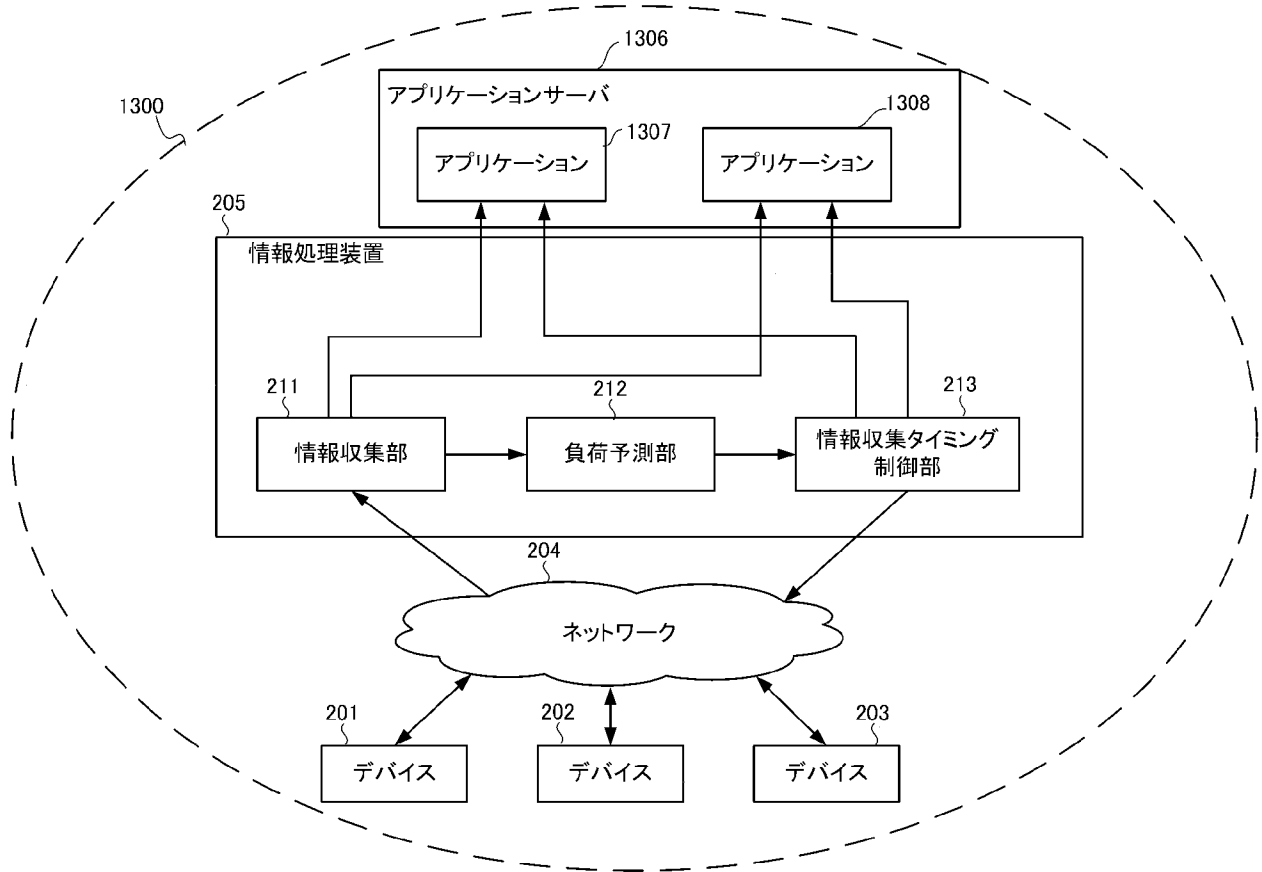 1306
アプリケーションサーバ
1300
1307
1308
アプリケーション
アプリケーション
205
情報処理装置
211
212
213
情報収集部
負荷予測部
情報収集タイミング
制御部
204
ネットワーク
201
202
203
デバイス
デバイス
デバイス